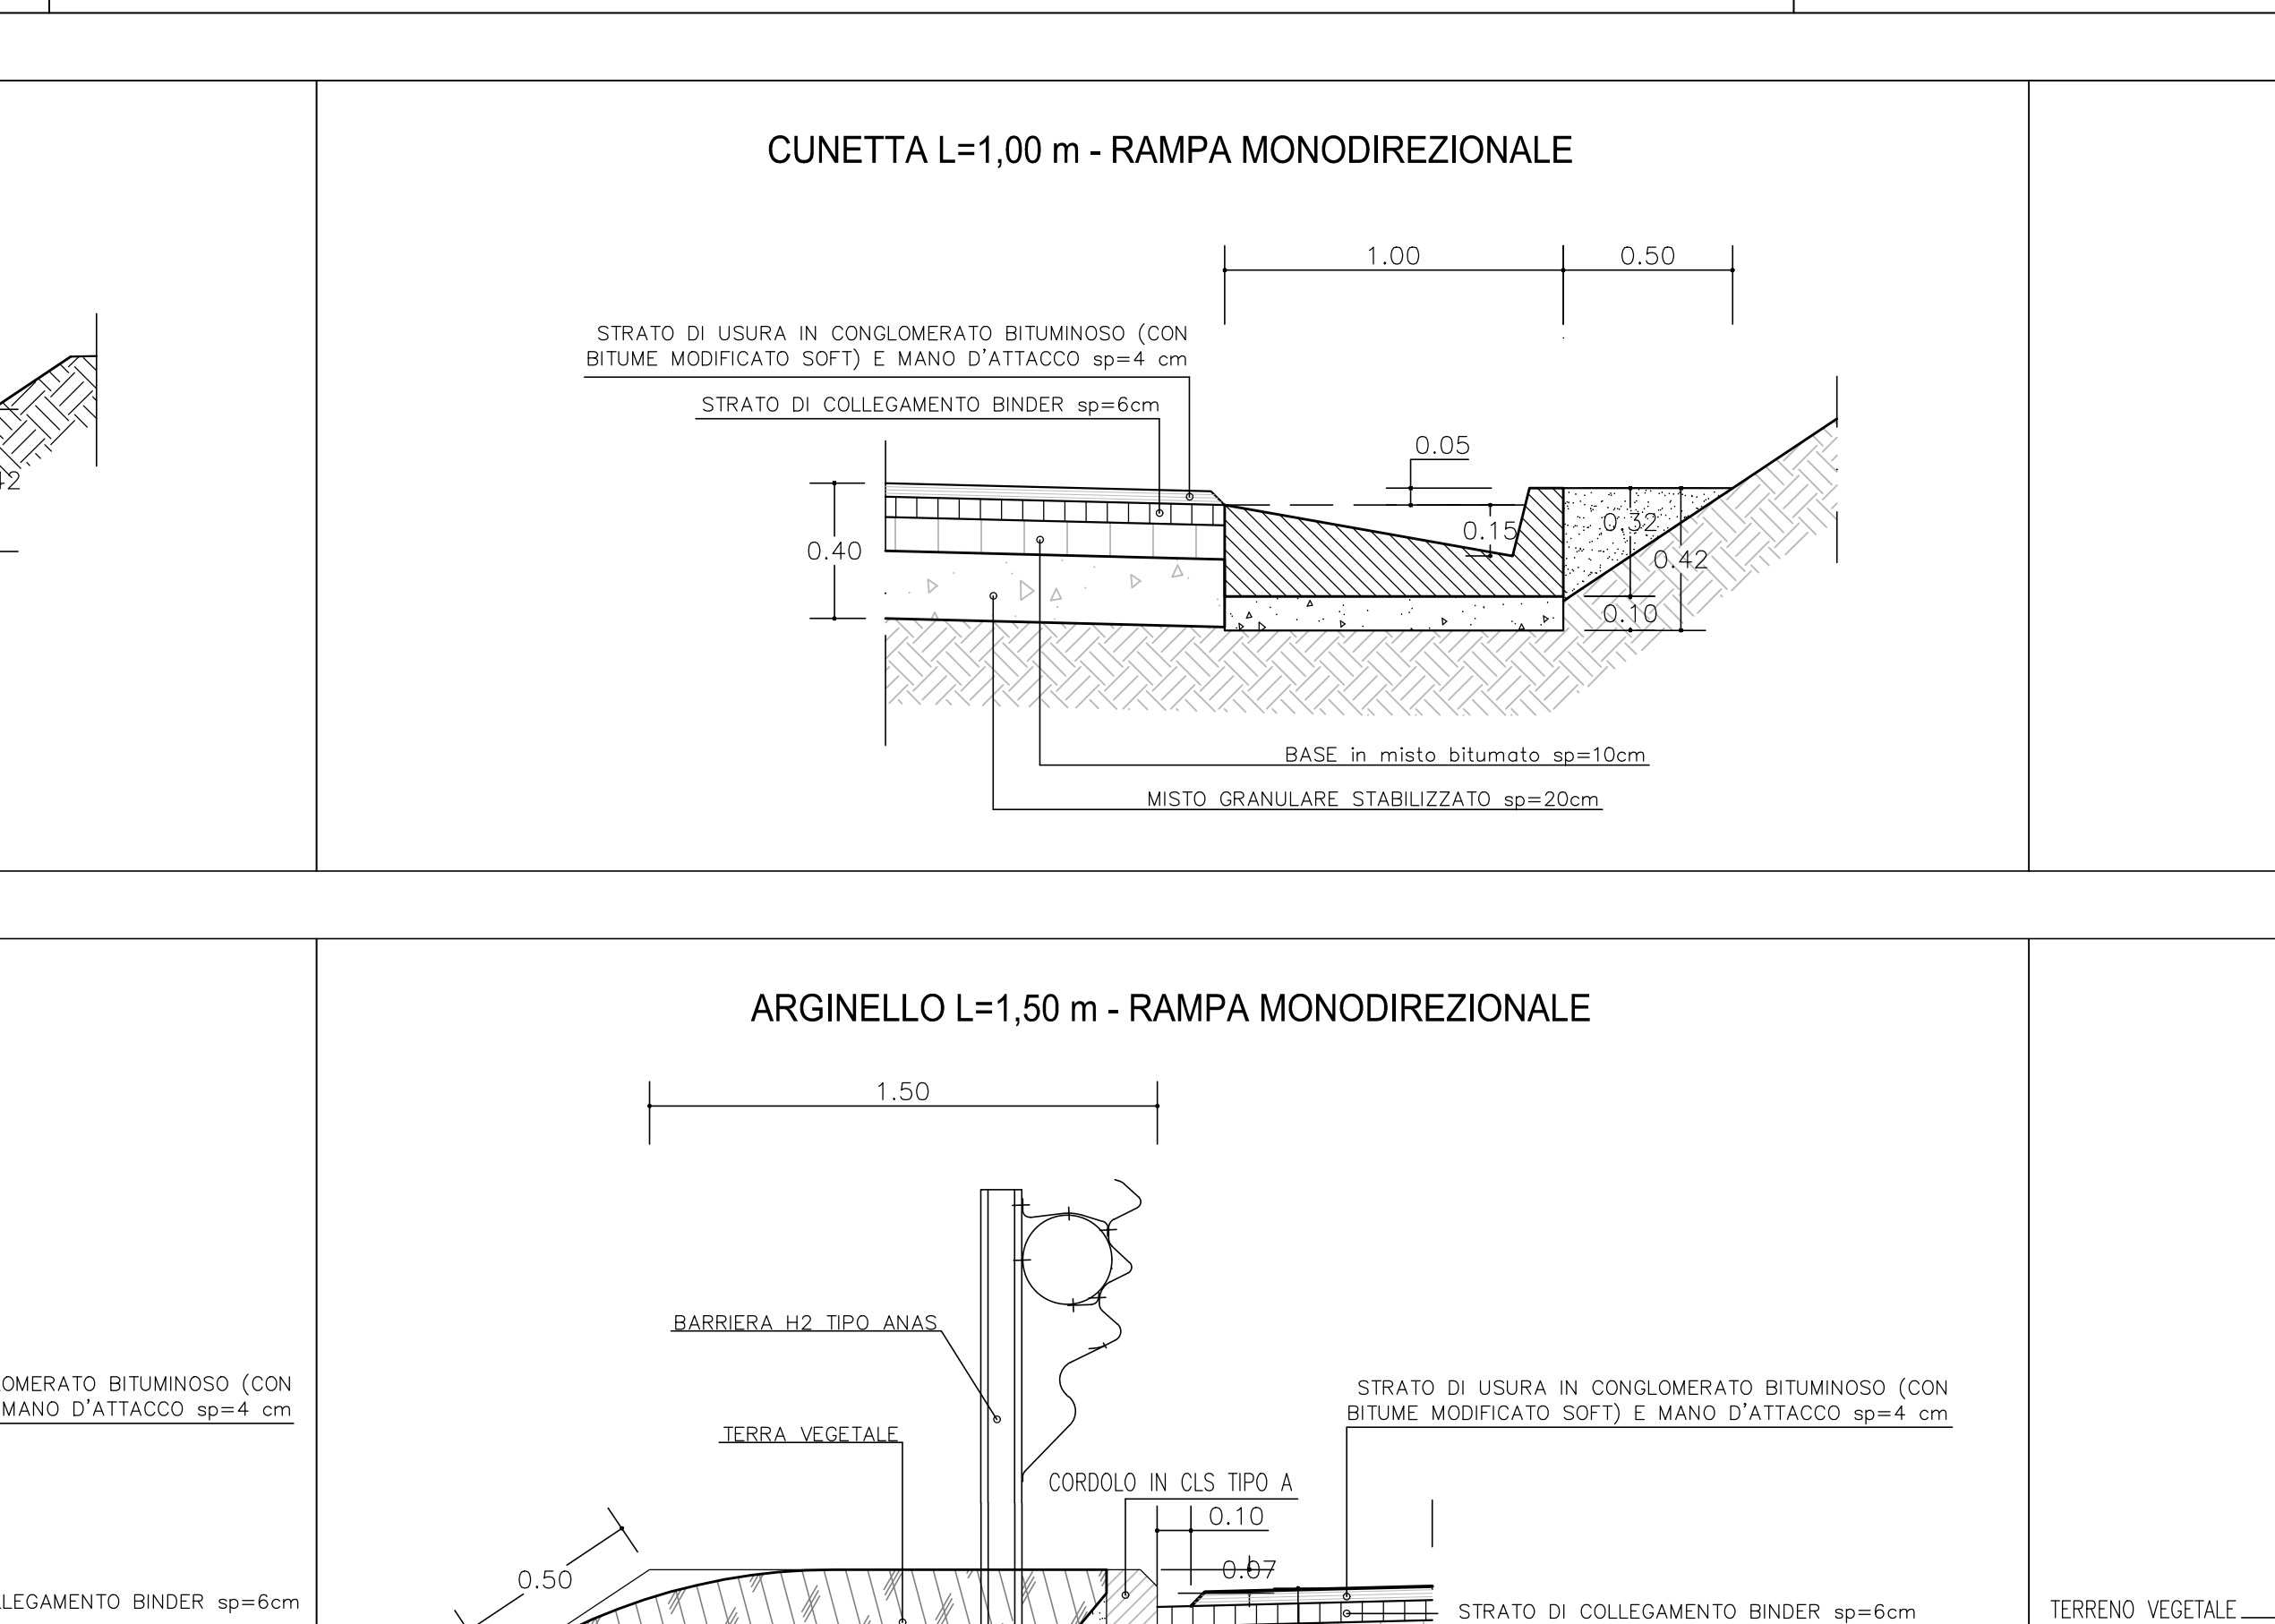 CUNETTA L=1,00 m - RAMPA MONODIREZIONALE
1.00
0.50
STRATO DI USURA IN CONGLOMERATO BITUMINOSO (CON
BITUME MODIFICATO SOFT) E MANO D'ATTACCO sp=4 cm
STRATO DI COLLEGAMENTO BINDER sp=6cm
0.05
0.15
0.32
0.42
0.40
0.10
BASE in misto bitumato sp=10cm
MISTO GRANULARE STABILIZZATO sp=20cm
ARGINELLO L=1,50 m - RAMPA MONODIREZIONALE
1.50
BARRIERA H2 TIPO ANAS
TERRA VEGETALE
CORDOLO IN CLS TIPO A
0.10
0.07
0.50
STRATO DI USURA IN CONGLOMERATO BITUMINOSO (CON
BITUME MODIFICATO SOFT) E MANO D'ATTACCO sp=4 cm
STRATO DI COLLEGAMENTO BINDER sp=6cm
OMERATO BITUMINOSO (CON
MANO D'ATTACCO sp=4 cm
LEGAMENTO BINDER sp=6cm
TERRENO VEGETALE